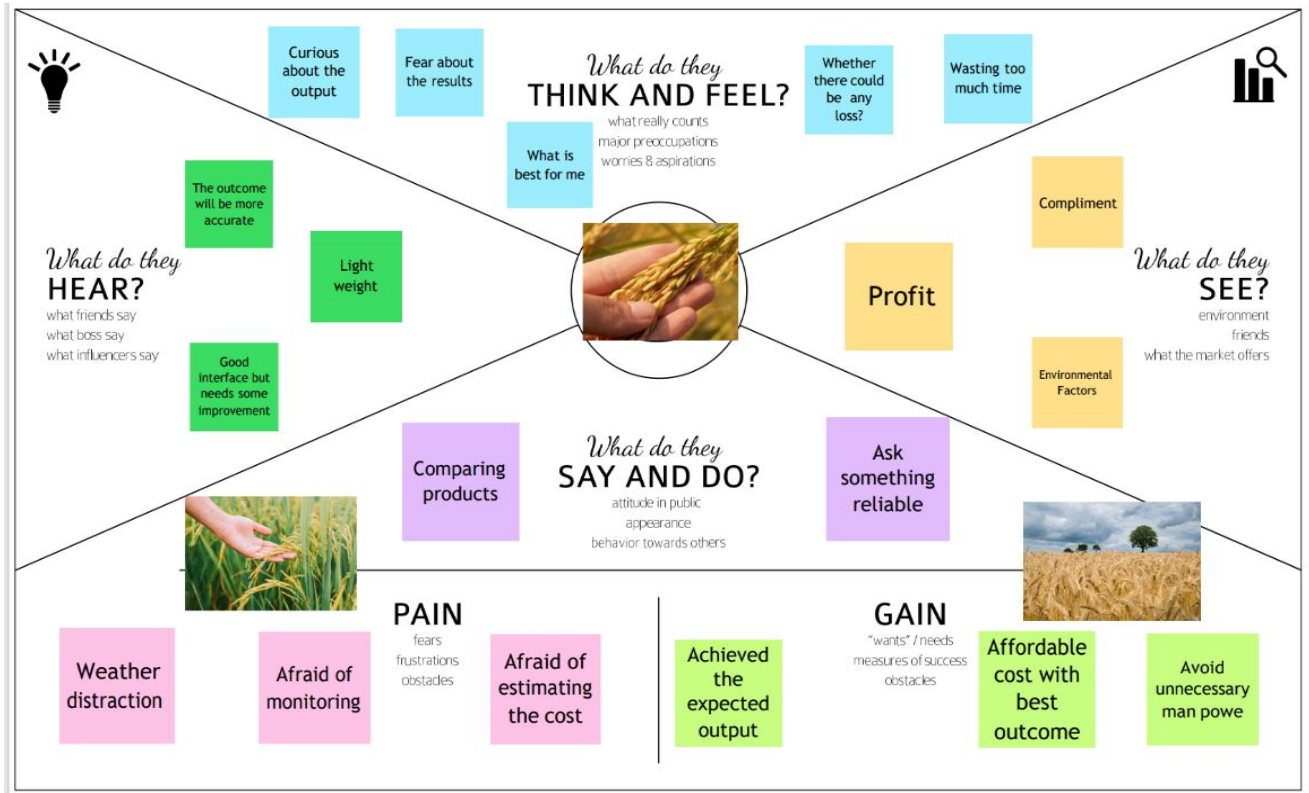 Curious
about the
output
Fear about
the results
What do they
THINK AND FEEL?
what really counts
major preoccupations
worries & aspirations
What is
best for me
Whether
there could
be any
loss?
Wasting too
much time
The outcome
will be more
accurate
Light
weight
What do they
HEAR?
what friends say
what boss say
what influencers say
Good
interface but
needs some
improvement
Compliment
Profit
What do they
SEE?
environment
friends
what the market offers
Environmental
Factors
Comparing
products
What do they
SAY AND DO?
attitude in public
appearance
behavior towards others
Ask
something
reliable
PAIN
fears
frustrations
obstacles
Weather
distraction
Afraid of
monitoring
Afraid of
estimating
the cost
GAIN
"wants" / needs
measures of success
obstacles
Achieved
the
expected
output
Affordable
cost with
best
outcome
Avoid
unnecessary
man powe